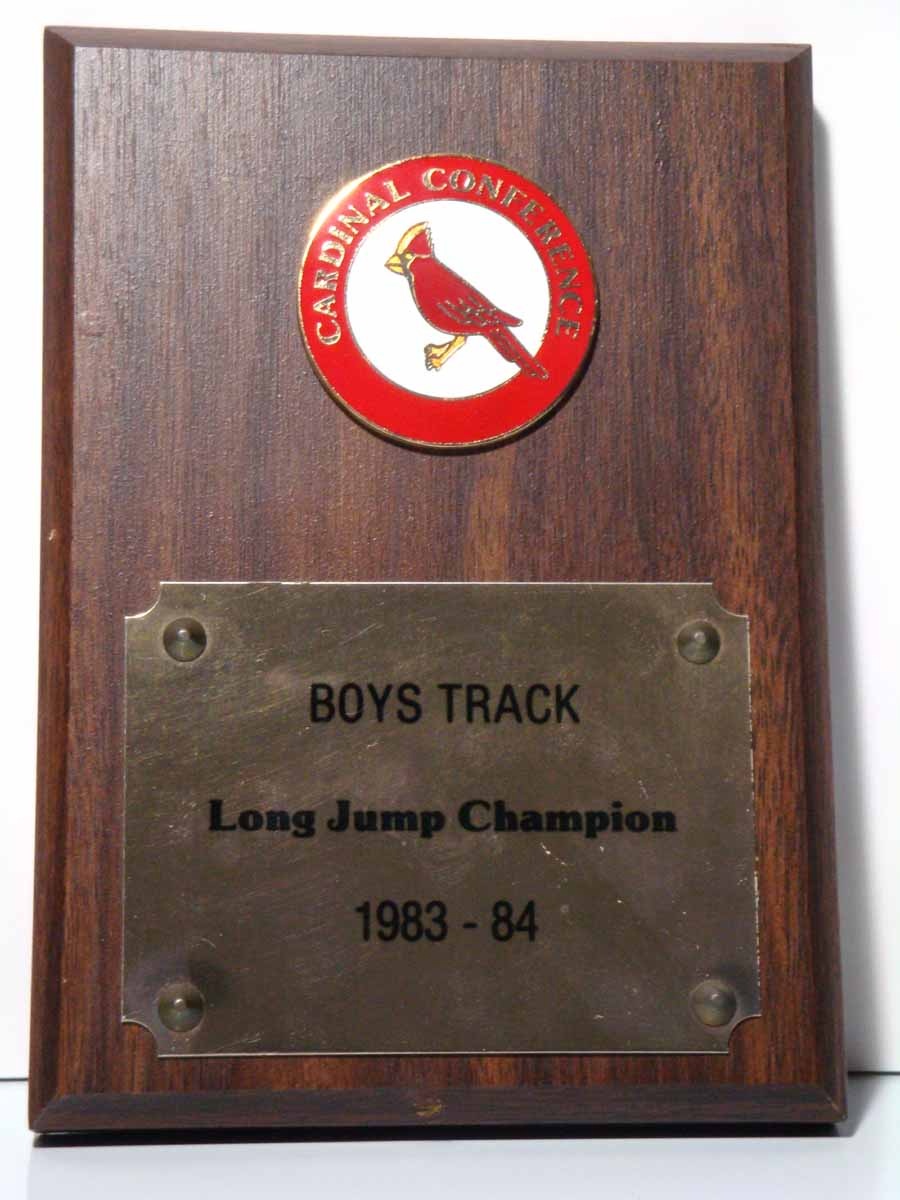 CARDINAL CONFERENCE
BOYS TRACK
Long Jump Champion
1983 - 84